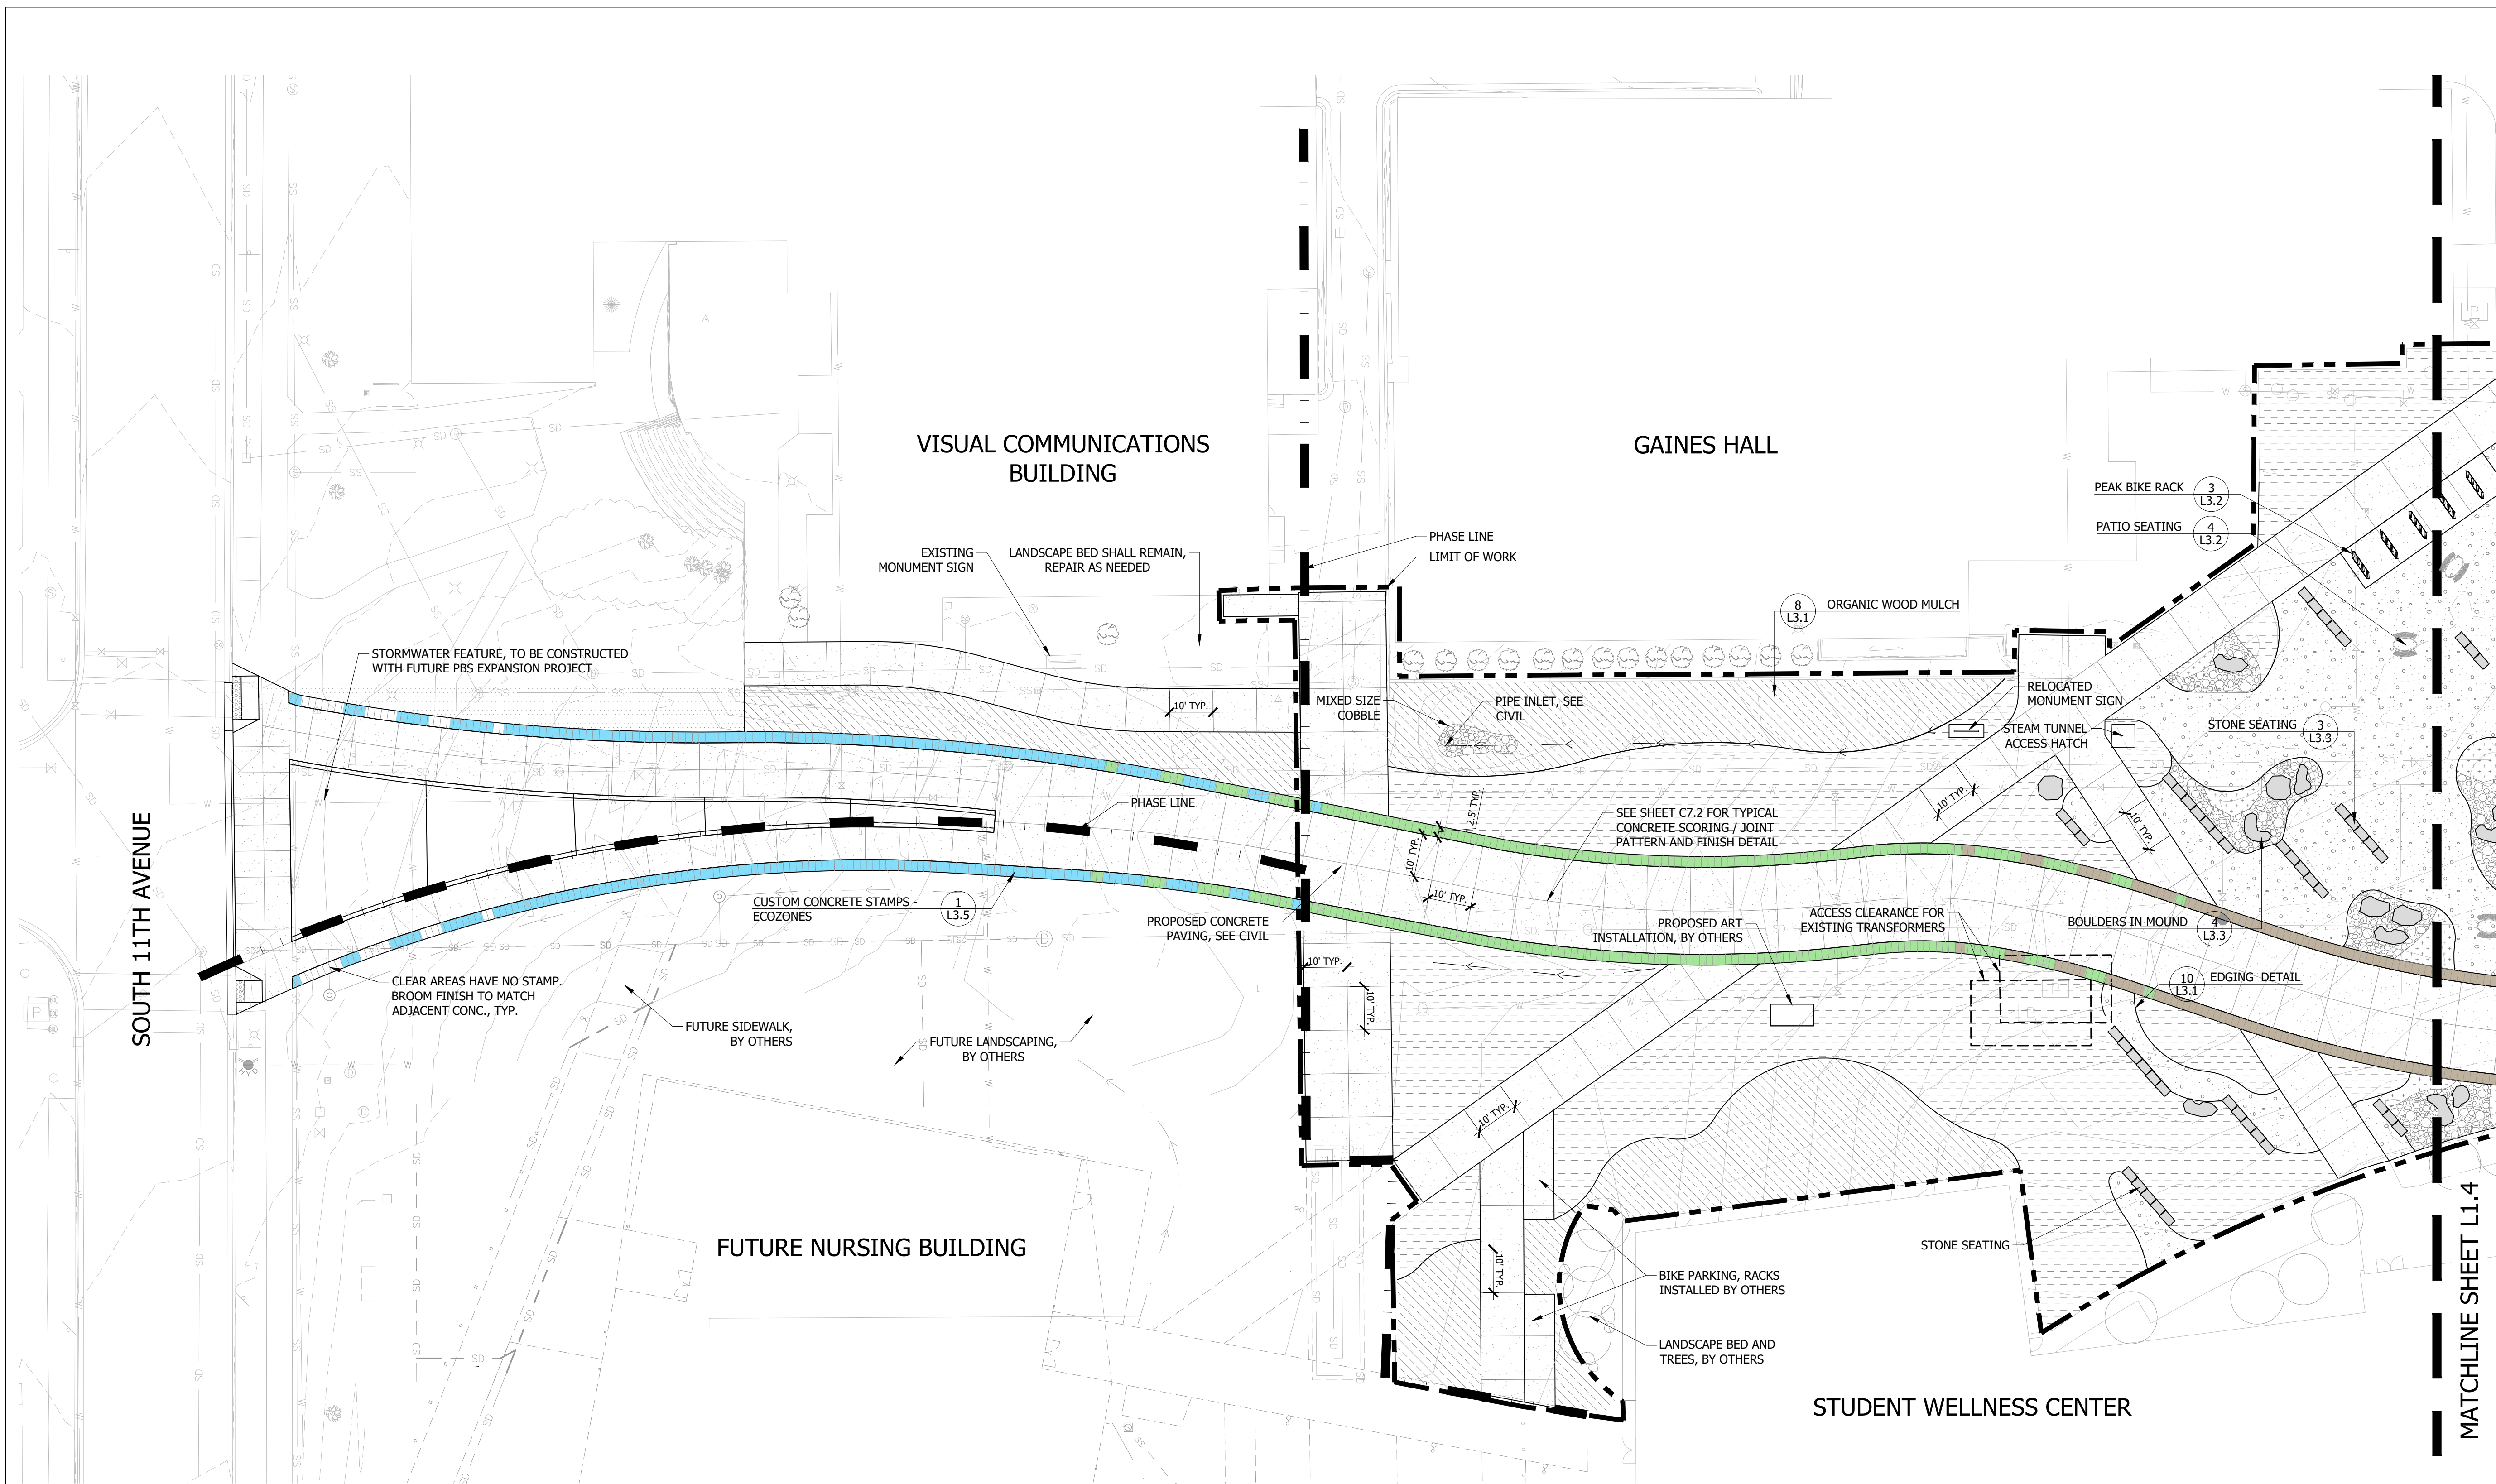 VISUAL COMMUNICATIONS
BUILDING
GAINES HALL
PEAK BIKE RACK
3
L3.2
PATIO SEATING
4
L3.2
PHASE LINE
LIMIT OF WORK
EXISTING
MONUMENT SIGN
LANDSCAPE BED SHALL REMAIN,
REPAIR AS NEEDED
8
L3.1
ORGANIC WOOD MULCH
STORMWATER FEATURE, TO BE CONSTRUCTED
WITH FUTURE PBS EXPANSION PROJECT
10' TYP.
MIXED SIZE
COBBLE
PIPE INLET, SEE
CIVIL
RELOCATED
MONUMENT SIGN
STEAM TUNNEL
ACCESS HATCH
STONE SEATING
3
L3.3
PHASE LINE
2.5' TYP.
10' TYP.
10' TYP.
SEE SHEET C7.2 FOR TYPICAL
CONCRETE SCORING / JOINT
PATTERN AND FINISH DETAIL
10' TYP.
10' TYP.
SOUTH 11TH AVENUE
CUSTOM CONCRETE STAMPS -
ECOZONES
1
L3.5
PROPOSED CONCRETE
PAVING, SEE CIVIL
PROPOSED ART
INSTALLATION, BY OTHERS
ACCESS CLEARANCE FOR
EXISTING TRANSFORMERS
BOULDERS IN MOUND
4
L3.3
10
L3.1
EDGING DETAIL
CLEAR AREAS HAVE NO STAMP.
BROOM FINISH TO MATCH
ADJACENT CONC., TYP.
10' TYP.
10' TYP.
FUTURE SIDEWALK,
BY OTHERS
FUTURE LANDSCAPING,
BY OTHERS
10' TYP.
FUTURE NURSING BUILDING
10' TYP.
STONE SEATING
BIKE PARKING, RACKS
INSTALLED BY OTHERS
LANDSCAPE BED AND
TREES, BY OTHERS
STUDENT WELLNESS CENTER
MATCHLINE SHEET L1.4